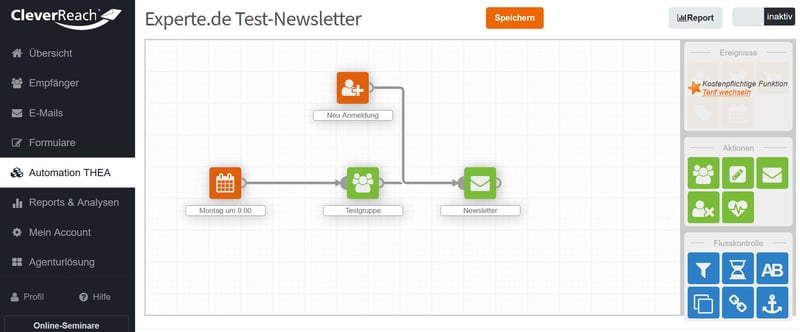 CleverReach®
Übersicht
Empfänger
E-Mails
Formulare
Automation THEA
Reports & Analysen
Mein Account
Agenturlösung
Profil
Hilfe
Online-Seminare
Experte.de Test-Newsletter
Speichern
Report
inaktiv
Neu Anmeldung
Montag um 9:00
Testgruppe
Newsletter
Ereignisse
Kostenpflichtige Funktion
Tarif wechseln
Aktionen
Flusskontrolle
AB